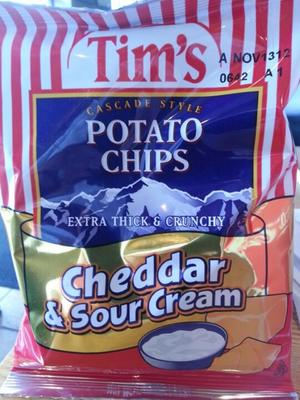 Tim's
A NOV1312
0642 A 1
CASCADE STYLE
POTATO
CHIPS
EXTRA THICK & CRUNCHY
Cheddar
& Sour Cream